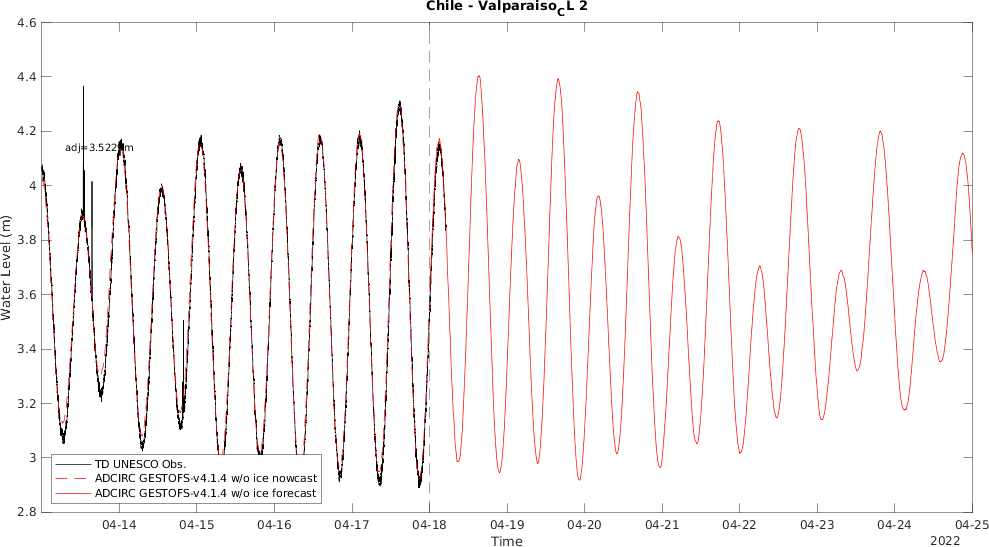 Chile - Valparaiso_CL 2
4.6
4.4
4.2
4
3.8
3.6
3.4
3.2
3
2.8
Water Level (m)
adj=3.5229m
TD UNESCO Obs.
ADCIRC GESTOFS-v4.1.4 w/o ice nowcast
ADCIRC GESTOFS-v4.1.4 w/o ice forecast
04-14 04-15 04-16 04-17 04-18 04-19 04-20 04-21 04-22 04-23 04-24 04-25
Time
2022